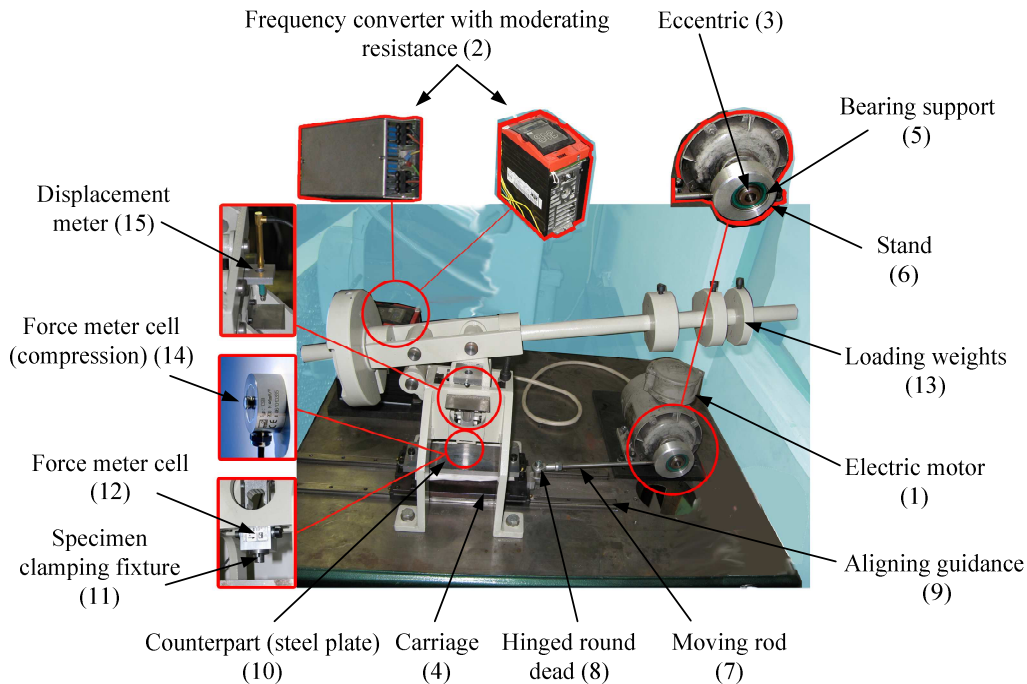 Frequency converter with moderating
resistance (2)
Eccentric (3)
Bearing support
(5)
Displacement
meter (15)
Stand
(6)
Force meter cell
(compression) (14)
Loading weights
(13)
Force meter cell
(12)
Electric motor
(1)
Specimen
clamping fixture
(11)
Aligning guidance
(9)
Counterpart (steel plate)
(10)
Carriage
(4)
Hinged round
dead (8)
Moving rod
(7)